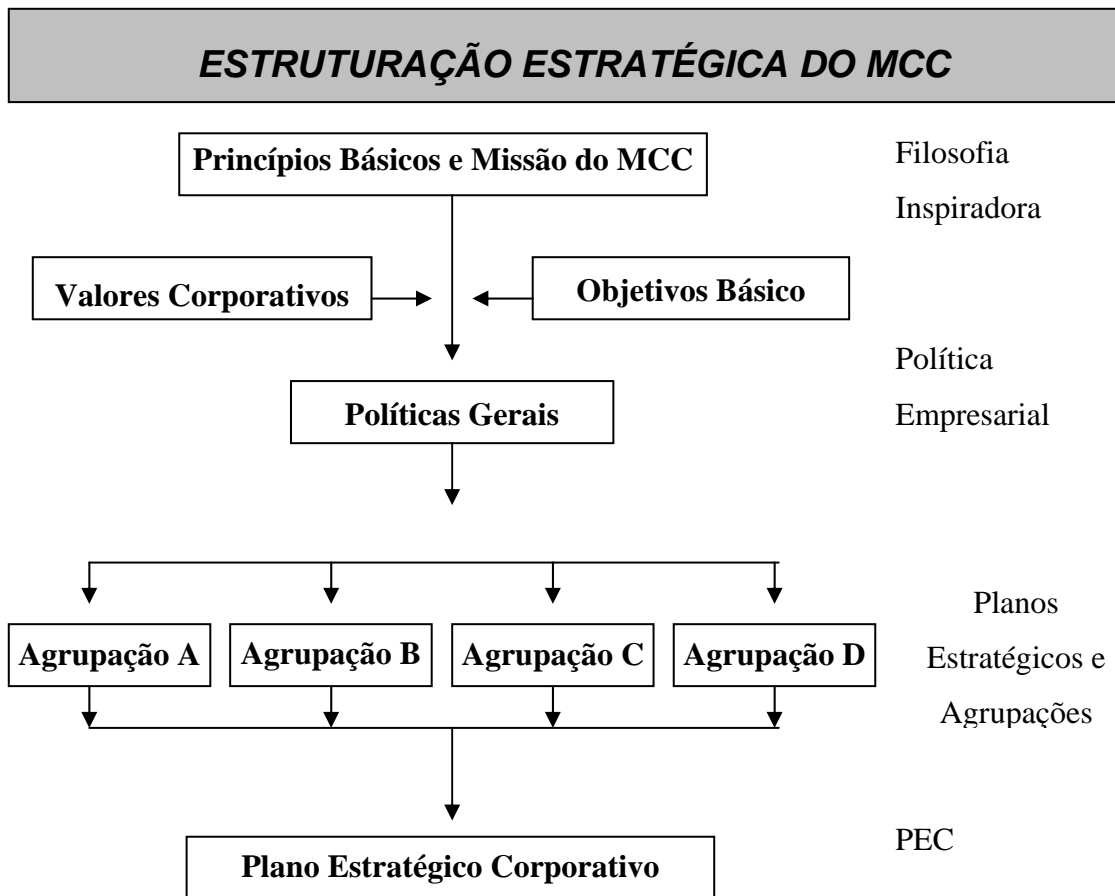 ESTRUTURAÇÃO ESTRATÉGICA DO MCC
Princípios Básicos e Missão do MCC
Filosofia
Inspiradora
Valores Corporativos
Objetivos Básico
Política
Empresarial
Políticas Gerais
Planos
Estratégicos e
Agrupações
Agrupação A
Agrupação B
Agrupação C
Agrupação D
PEC
Plano Estratégico Corporativo